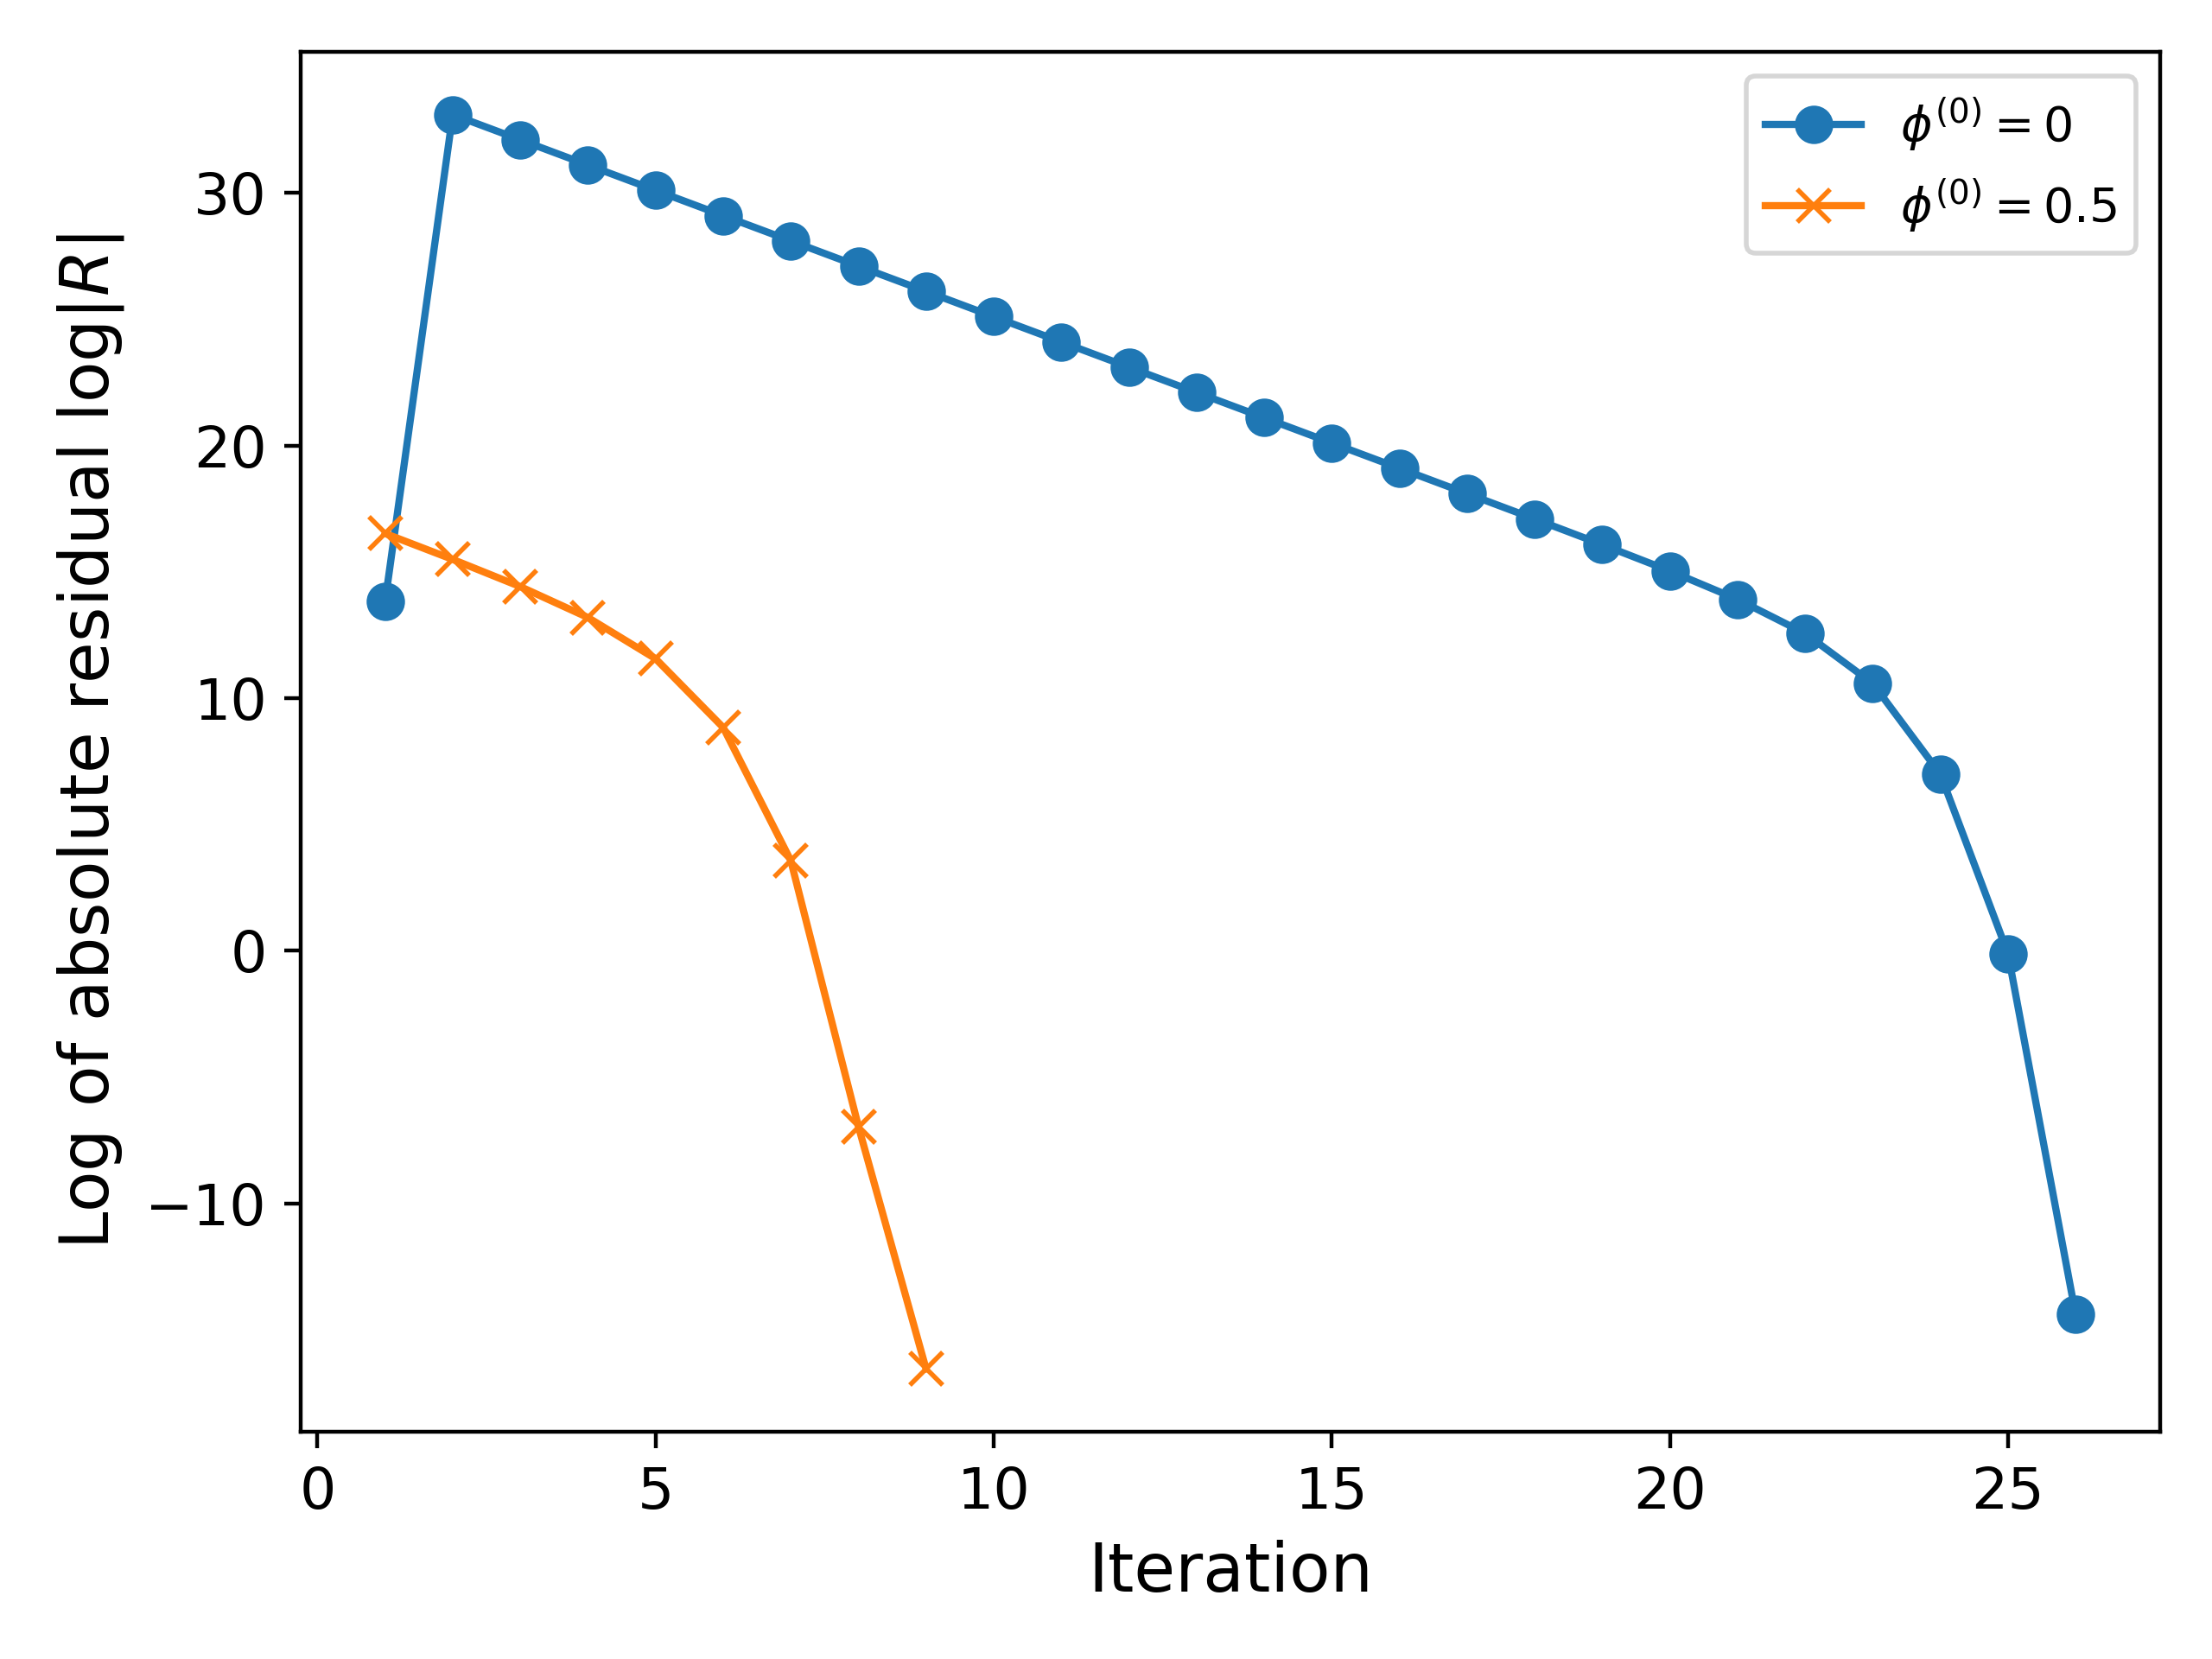 Log of absolute residual log|R|
30
20
10
0
−10
0 5 10 15 20 25
Iteration
ϕ⁽⁰⁾ = 0
ϕ⁽⁰⁾ = 0.5